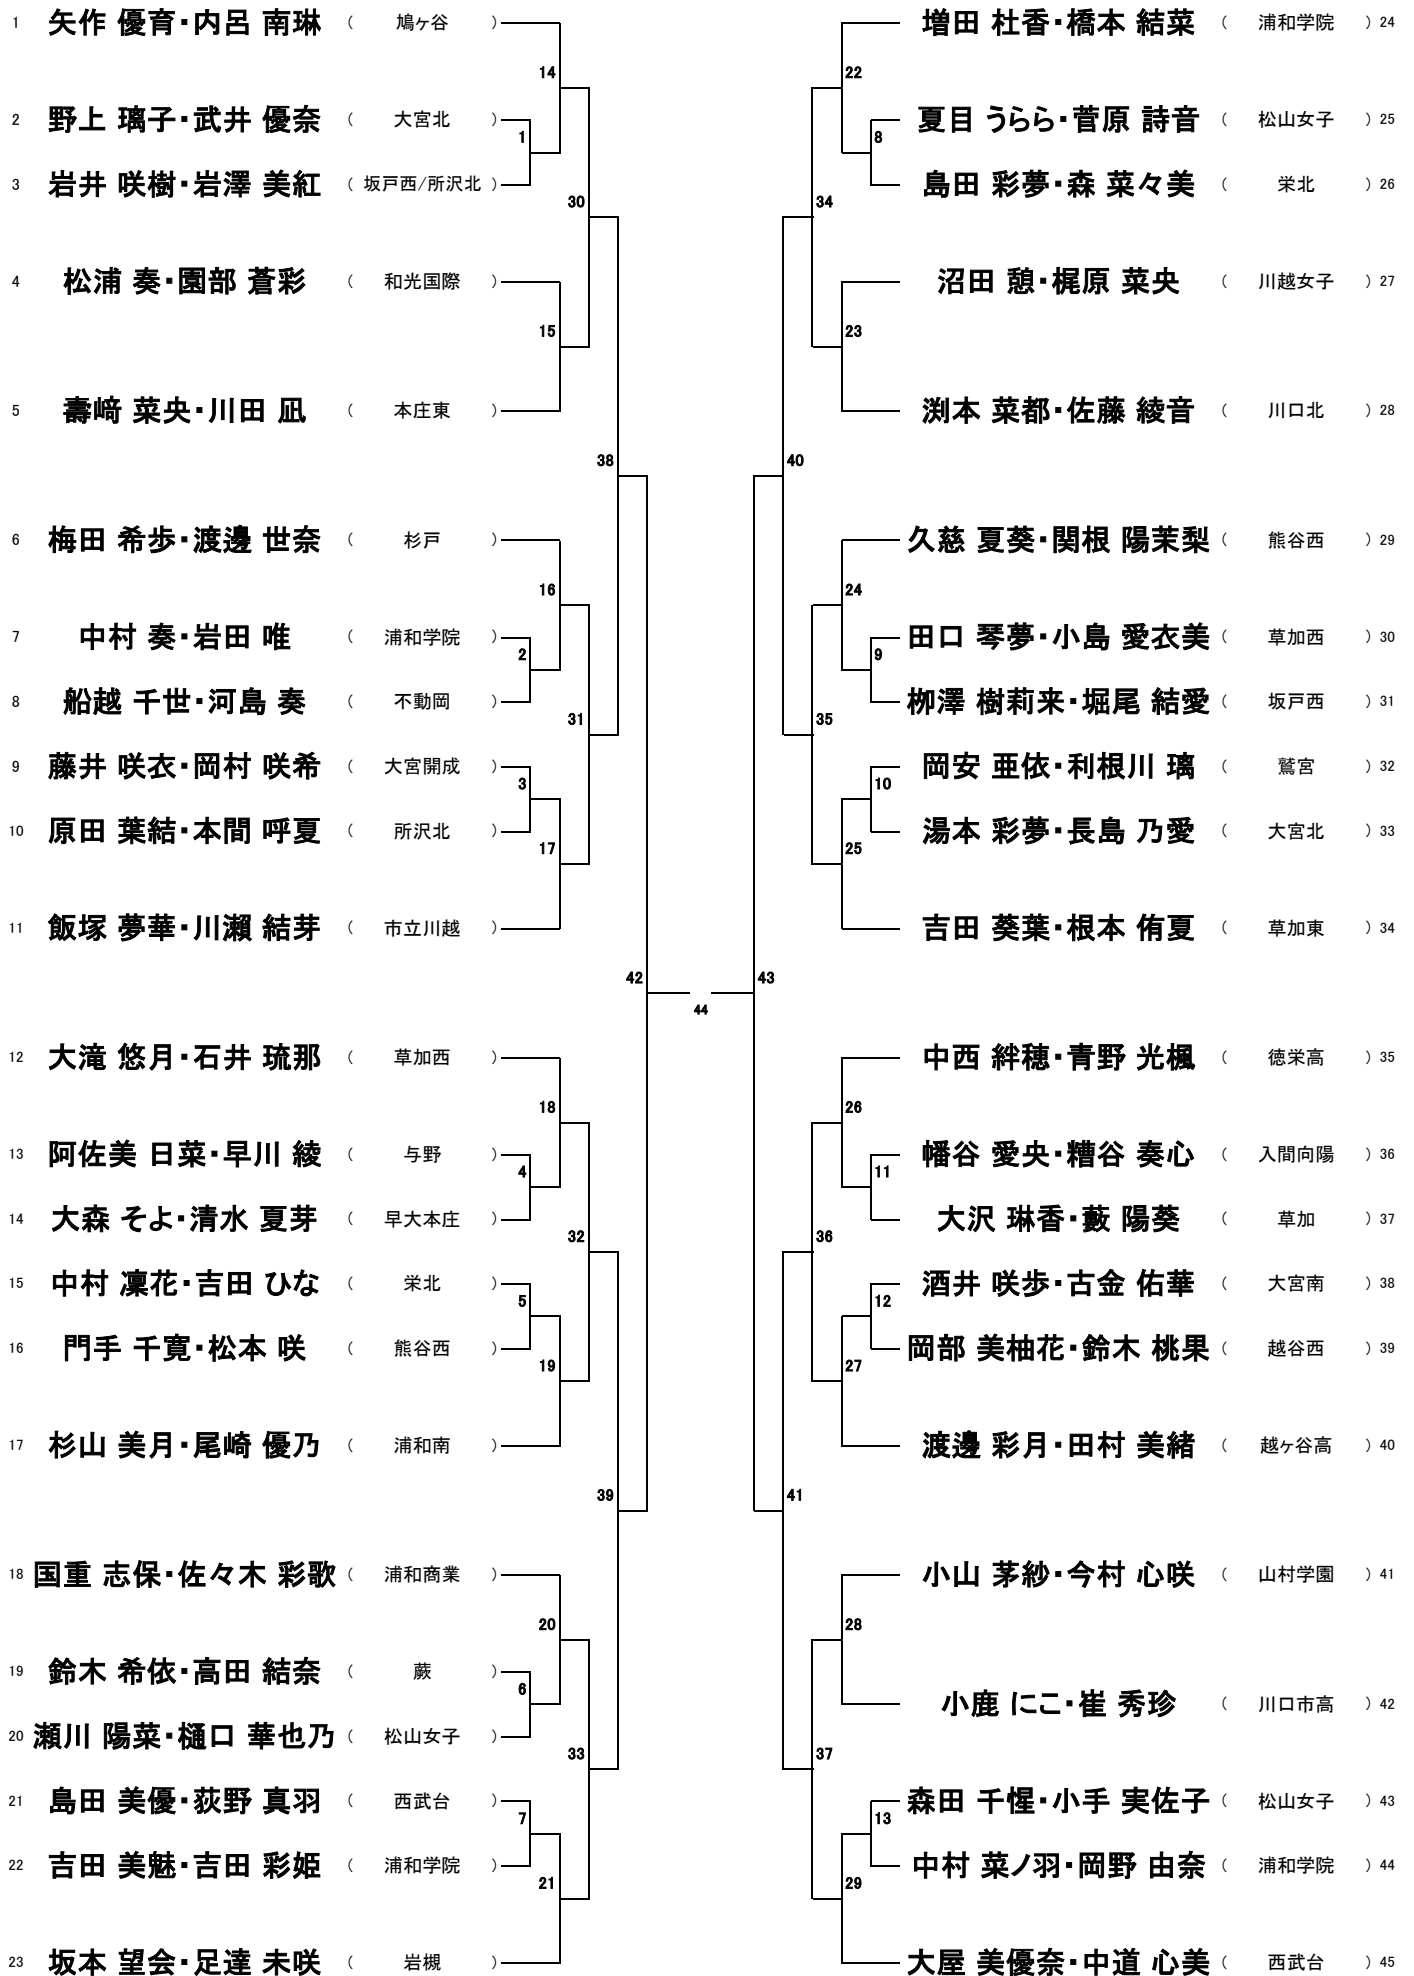 1 矢作 優育・内呂 南琳 （ 鳩ヶ谷 ）
14
2 野上 璃子・武井 優奈 （ 大宮北 ）
1
3 岩井 咲樹・岩澤 美紅 （ 坂戸西/所沢北 ）
30
4 松浦 奏・園部 蒼彩 （ 和光国際 ）
15
5 壽﨑 菜央・川田 凪 （ 本庄東 ）
38
6 梅田 希歩・渡邊 世奈 （ 杉戸 ）
16
7 中村 奏・岩田 唯 （ 浦和学院 ）
2
8 船越 千世・河島 奏 （ 不動岡 ）
31
9 藤井 咲衣・岡村 咲希 （ 大宮開成 ）
3
10 原田 葉結・本間 呼夏 （ 所沢北 ）
17
11 飯塚 夢華・川瀬 結芽 （ 市立川越 ）
42
12 大滝 悠月・石井 琉那 （ 草加西 ）
18
13 阿佐美 日菜・早川 綾 （ 与野 ）
4
14 大森 そよ・清水 夏芽 （ 早大本庄 ）
32
15 中村 凜花・吉田 ひな （ 栄北 ）
5
16 門手 千寛・松本 咲 （ 熊谷西 ）
19
17 杉山 美月・尾崎 優乃 （ 浦和南 ）
39
18 国重 志保・佐々木 彩歌 （ 浦和商業 ）
20
19 鈴木 希依・高田 結奈 （ 蕨 ）
6
20 瀬川 陽菜・樋口 華也乃 （ 松山女子 ）
33
21 島田 美優・荻野 真羽 （ 西武台 ）
7
22 吉田 美魅・吉田 彩姫 （ 浦和学院 ）
21
23 坂本 望会・足達 未咲 （ 岩槻 ）
44
増田 杜香・橋本 結菜 （ 浦和学院 ） 24
22
夏目 うらら・菅原 詩音 （ 松山女子 ） 25
8
島田 彩夢・森 菜々美 （ 栄北 ） 26
34
沼田 憩・梶原 菜央 （ 川越女子 ） 27
23
渕本 菜都・佐藤 綾音 （ 川口北 ） 28
40
久慈 夏葵・関根 陽茉梨 （ 熊谷西 ） 29
24
田口 琴夢・小島 愛衣美 （ 草加西 ） 30
9
栁澤 樹莉来・堀尾 結愛 （ 坂戸西 ） 31
35
岡安 亜依・利根川 璃 （ 鷲宮 ） 32
10
湯本 彩夢・長島 乃愛 （ 大宮北 ） 33
25
吉田 葵葉・根本 侑夏 （ 草加東 ） 34
43
中西 絆穂・青野 光楓 （ 徳栄高 ） 35
26
幡谷 愛央・糟谷 奏心 （ 入間向陽 ） 36
11
大沢 琳香・藪 陽葵 （ 草加 ） 37
36
酒井 咲歩・古金 佑華 （ 大宮南 ） 38
12
岡部 美柚花・鈴木 桃果 （ 越谷西 ） 39
27
渡邊 彩月・田村 美緒 （ 越ヶ谷高 ） 40
41
小山 茅紗・今村 心咲 （ 山村学園 ） 41
28
小鹿 にこ・崔 秀珍 （ 川口市高 ） 42
37
森田 千惺・小手 実佐子 （ 松山女子 ） 43
13
中村 菜ノ羽・岡野 由奈 （ 浦和学院 ） 44
29
大屋 美優奈・中道 心美 （ 西武台 ） 45